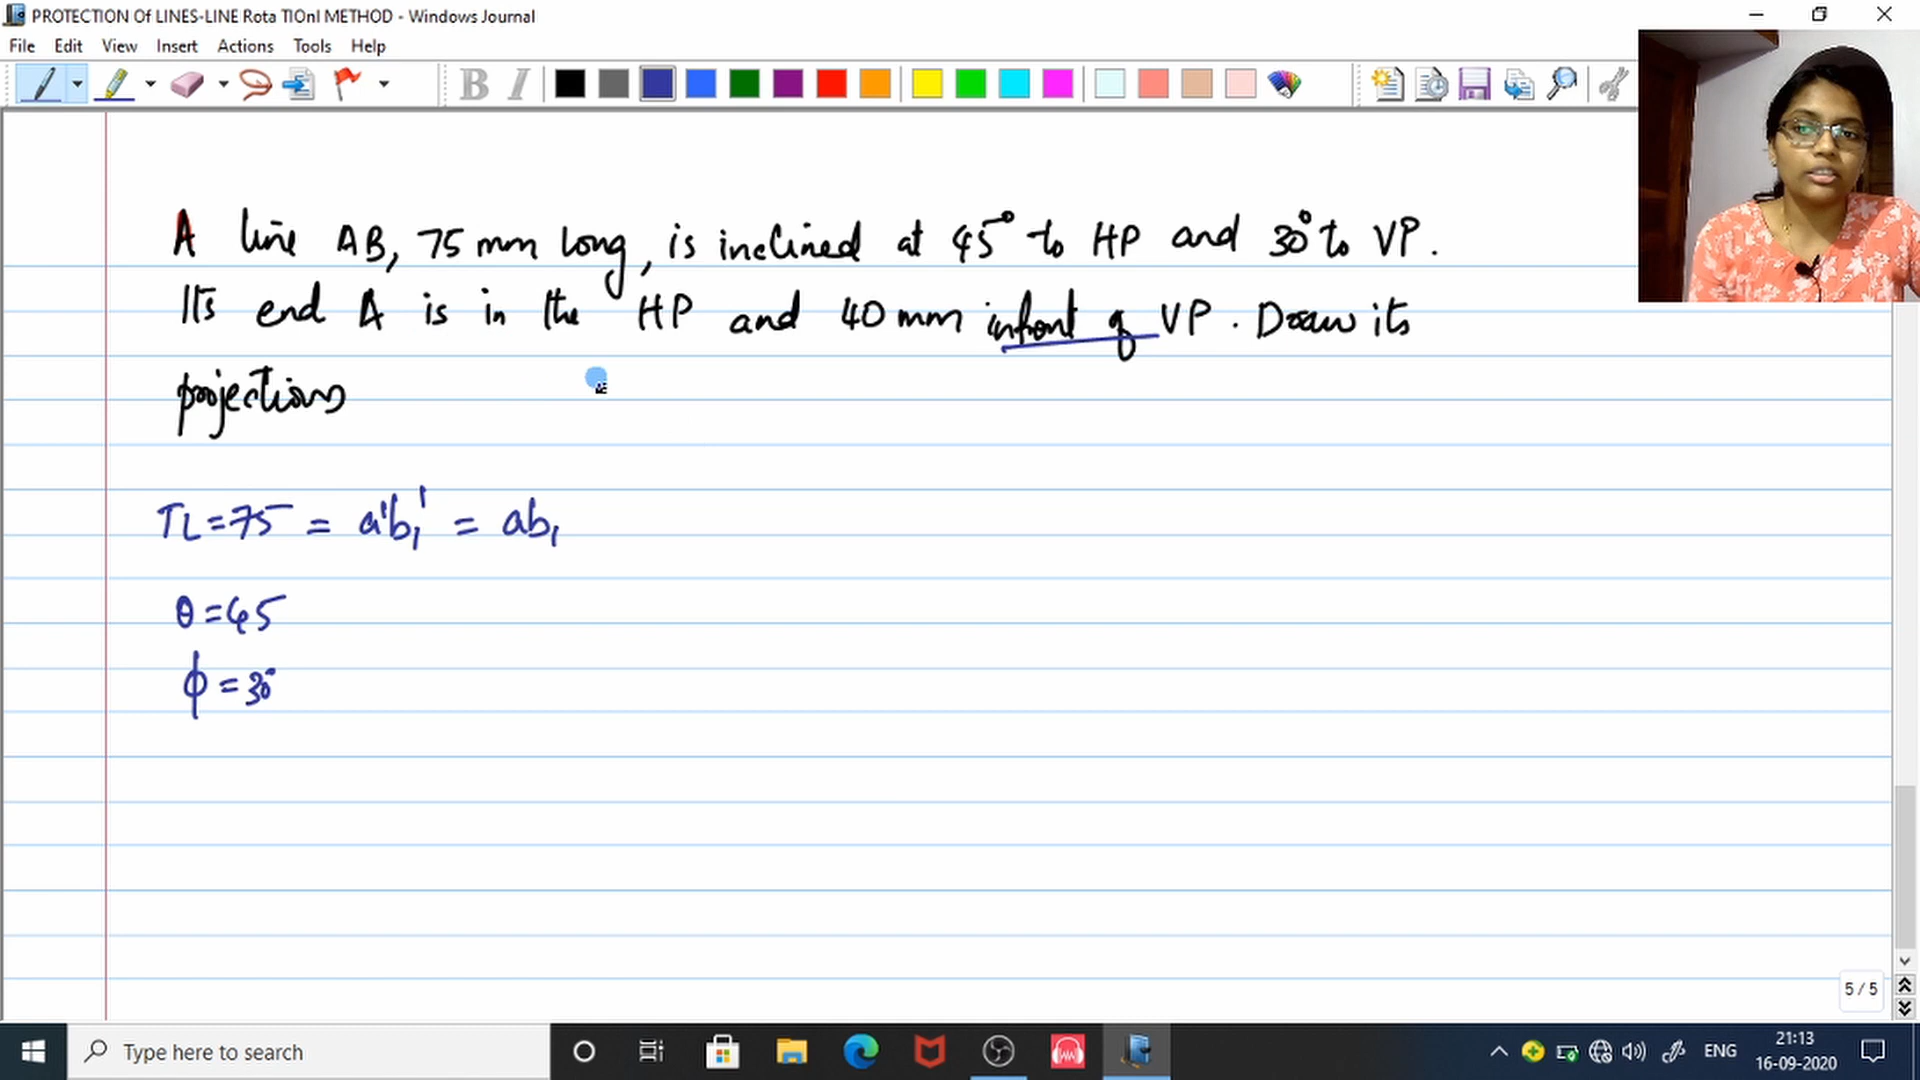 PROTECTION Of LINES-LINE Rota TIOnI METHOD - Windows Journal
File Edit View Insert Actions Tools Help
B I
A line AB, 75 mm long, is inclined at 45° to HP and 30° to VP.
Its end A is in the HP and 40 mm infront of VP. Draw its
projections
TL = 75 = a'b₁' = ab₁
θ = 45
ϕ = 30°
5 / 5
Type here to search
ENG
21:13
16-09-2020